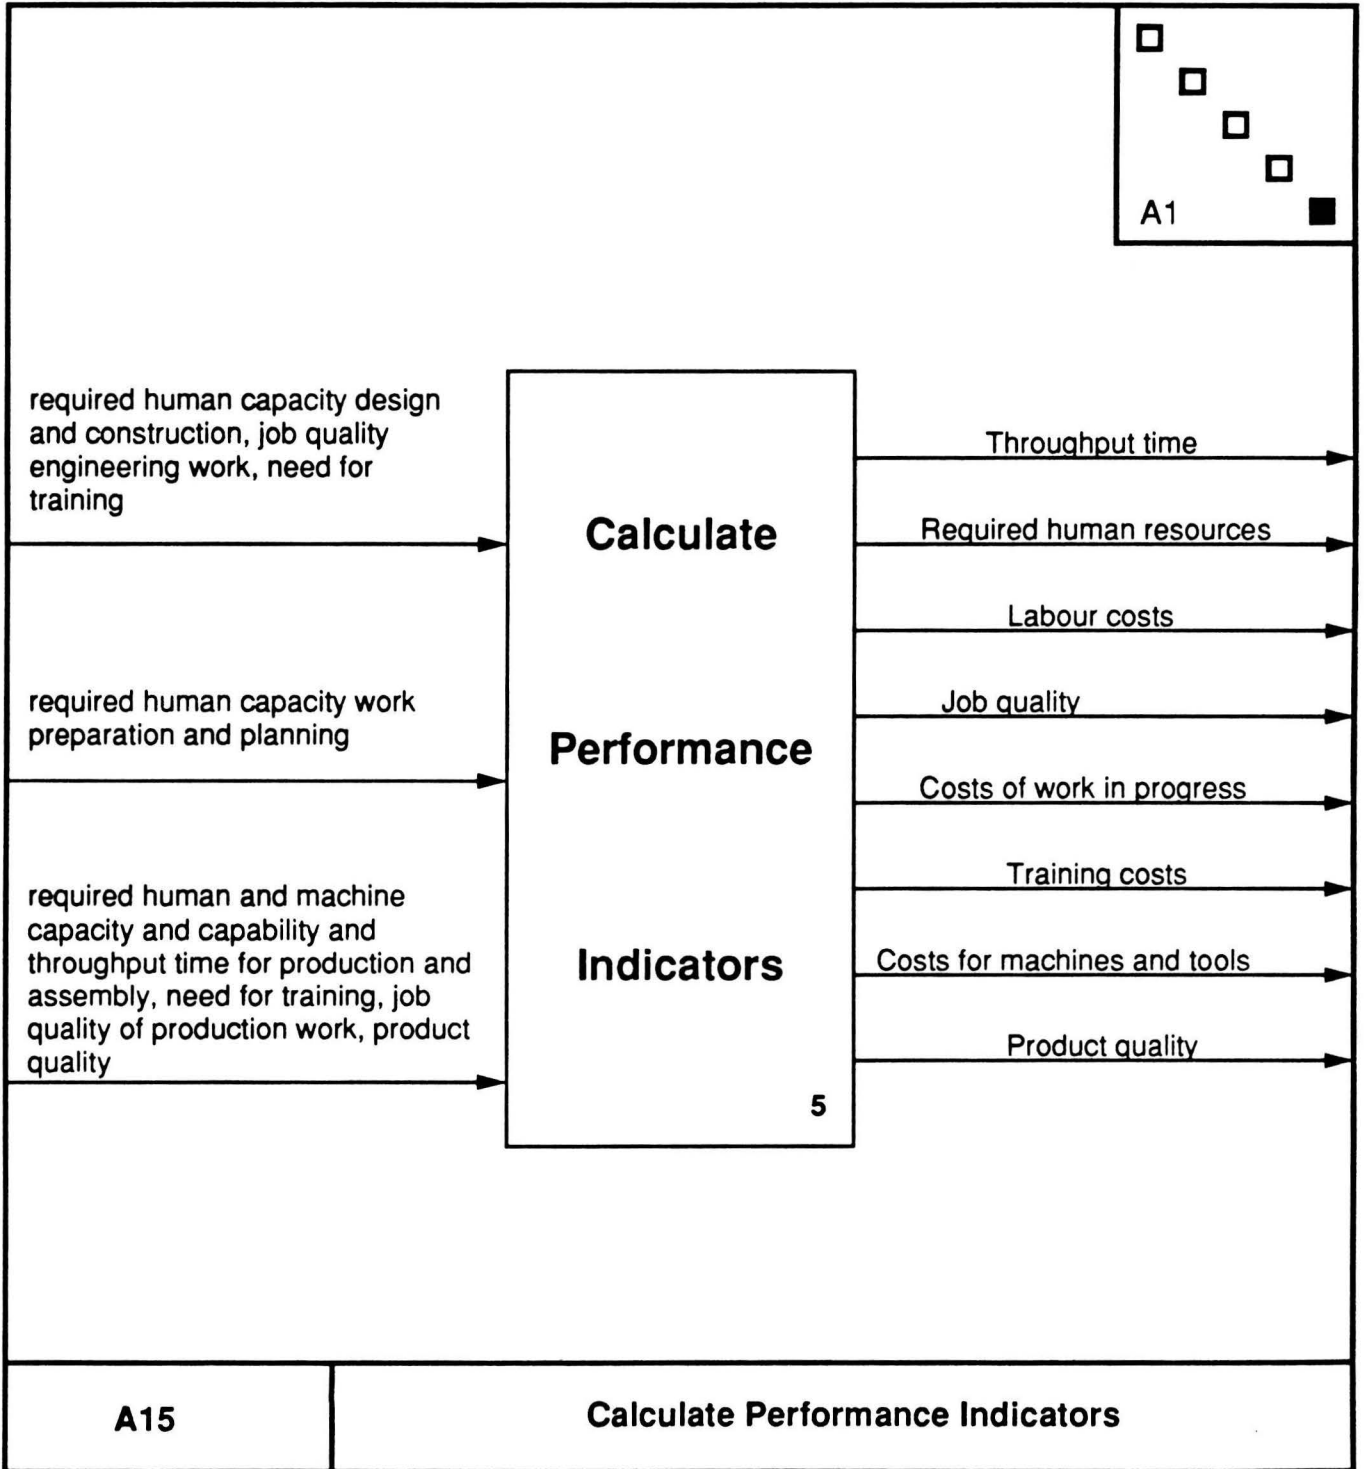 A1
required human capacity design
and construction, job quality
engineering work, need for
training
required human capacity work
preparation and planning
required human and machine
capacity and capability and
throughput time for production and
assembly, need for training, job
quality of production work, product
quality
Calculate
Performance
Indicators
5
Throughput time
Required human resources
Labour costs
Job quality
Costs of work in progress
Training costs
Costs for machines and tools
Product quality
A15
Calculate Performance Indicators